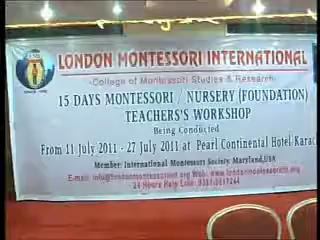 LONDON MONTESSORI INTERNATIONAL
-College of Montessori Studies & Research-
15 DAYS MONTESSORI / NURSERY (FOUNDATION)
TEACHERS'S WORKSHOP
Being Conducted
From 11 July 2011 - 27 July 2011 at Pearl Continental Hotel Karac
Member: International Montessori Society, Maryland,USA
24 Hours Help Line: